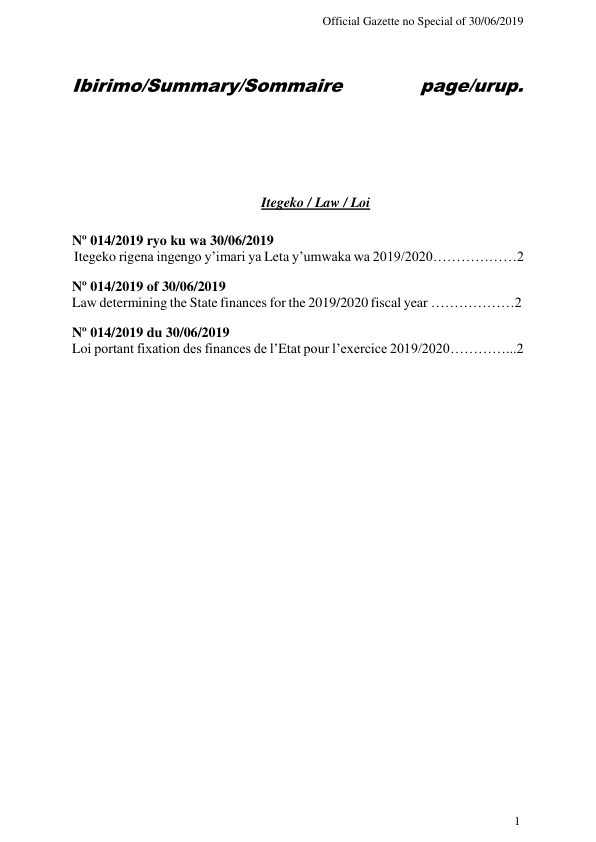 Official Gazette no Special of 30/06/2019
Ibirimo/Summary/Sommaire page/urup.
Itegeko / Law / Loi
Nº 014/2019 ryo ku wa 30/06/2019
Itegeko rigena ingengo y’imari ya Leta y’umwaka wa 2019/2020………………2
Nº 014/2019 of 30/06/2019
Law determining the State finances for the 2019/2020 fiscal year ………………2
Nº 014/2019 du 30/06/2019
Loi portant fixation des finances de l’Etat pour l’exercice 2019/2020…………...2
1